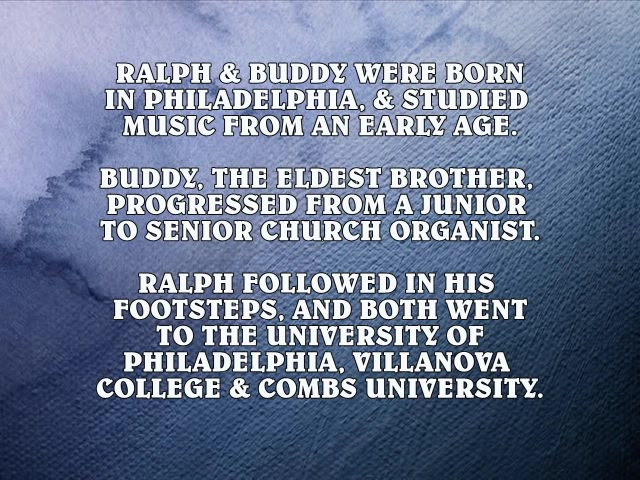 RALPH & BUDDY WERE BORN
IN PHILADELPHIA, & STUDIED
MUSIC FROM AN EARLY AGE.
BUDDY, THE ELDEST BROTHER,
PROGRESSED FROM A JUNIOR
TO SENIOR CHURCH ORGANIST.
RALPH FOLLOWED IN HIS
FOOTSTEPS, AND BOTH WENT
TO THE UNIVERSITY OF
PHILADELPHIA, VILLANOVA
COLLEGE & COMBS UNIVERSITY.